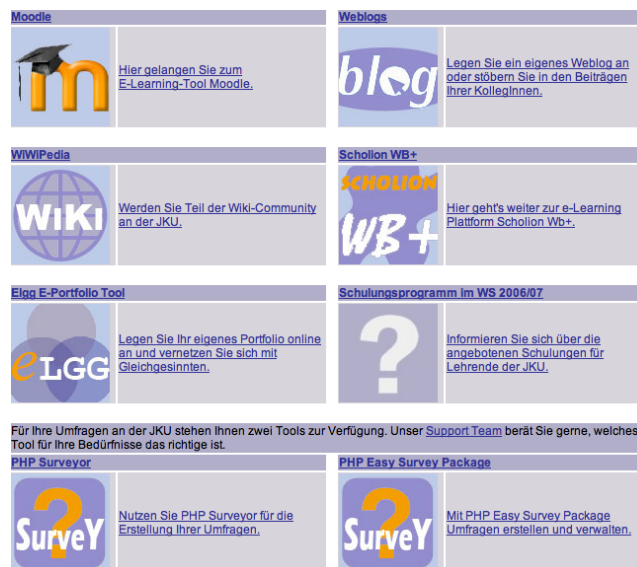 Moodle
m
Hier gelangen Sie zum
E-Learning-Tool Moodle.
Weblogs
blog
Legen Sie ein eigenes Weblog an
oder stöbern Sie in den Beiträgen
Ihrer KollegInnen.
WiWiPedia
WiKi
Werden Sie Teil der Wiki-Community
an der JKU.
Scholion WB+
SCHOLION
WB+
Hier geht's weiter zur e-Learning
Plattform Scholion Wb+.
Elgg E-Portfolio Tool
eLGG
Legen Sie Ihr eigenes Portfolio online
an und vernetzen Sie sich mit
Gleichgesinnten.
Schulungsprogramm im WS 2006/07
?
Informieren Sie sich über die
angebotenen Schulungen für
Lehrende der JKU.
Für Ihre Umfragen an der JKU stehen Ihnen zwei Tools zur Verfügung. Unser Support Team berät Sie gerne, welches
Tool für Ihre Bedürfnisse das richtige ist.
PHP Surveyor
?
SurveY
Nutzen Sie PHP Surveyor für die
Erstellung Ihrer Umfragen.
PHP Easy Survey Package
?
SurveY
Mit PHP Easy Survey Package
Umfragen erstellen und verwalten.